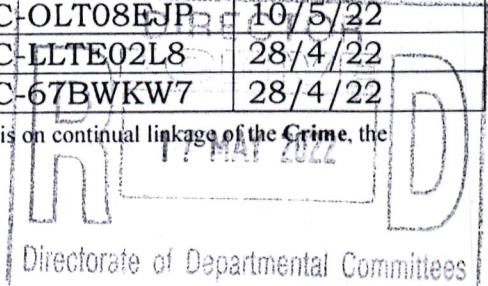 C-OLT08EJP 10/5/22
DIRECTOR
C-LLTE02L8 28/4/22
C-67BWKW7 28/4/22
is on continual linkage of the Crime, the
17 MAY 2022
R D
Directorate of Departmental Committees